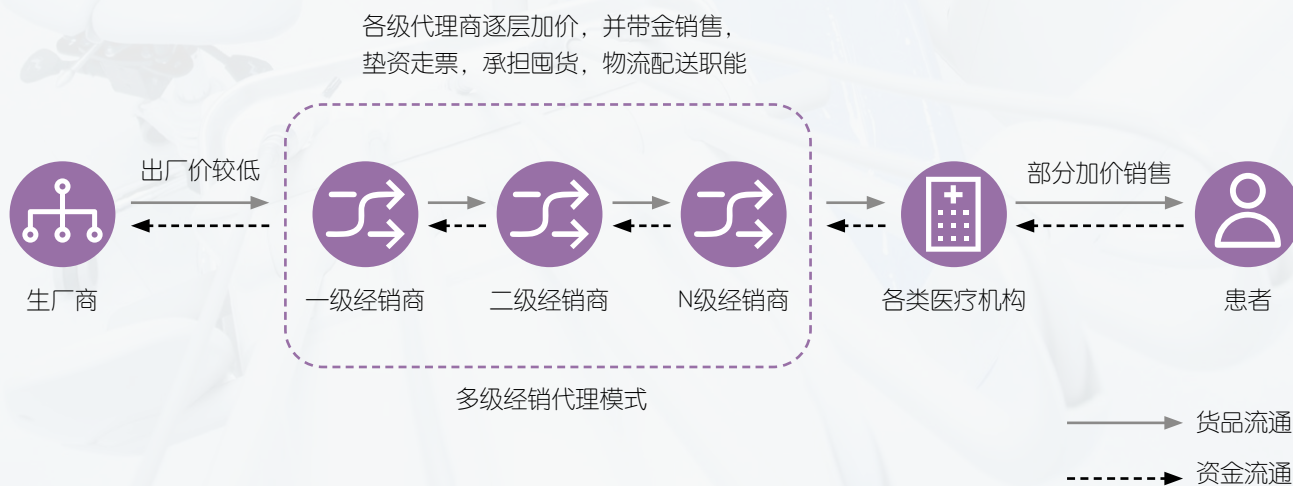 各级代理商逐层加价，并带金销售，
垫资走票，承担囤货，物流配送职能
出厂价较低
部分加价销售
生厂商
一级经销商
二级经销商
N级经销商
各类医疗机构
患者
多级经销代理模式
货品流通
资金流通